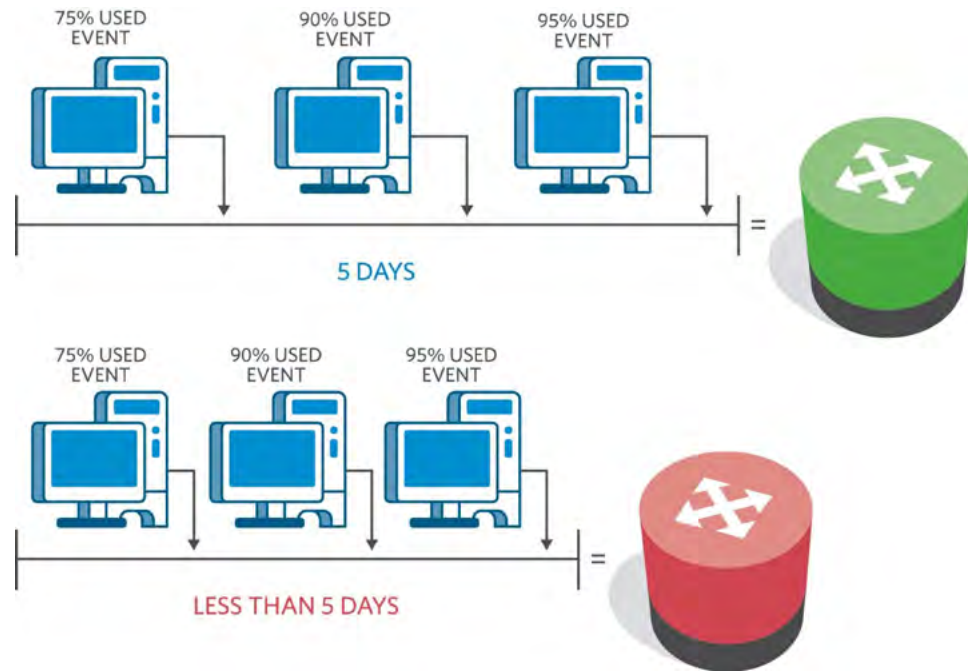 75% USED
EVENT
90% USED
EVENT
95% USED
EVENT
=
5 DAYS
75% USED
EVENT
90% USED
EVENT
95% USED
EVENT
=
LESS THAN 5 DAYS